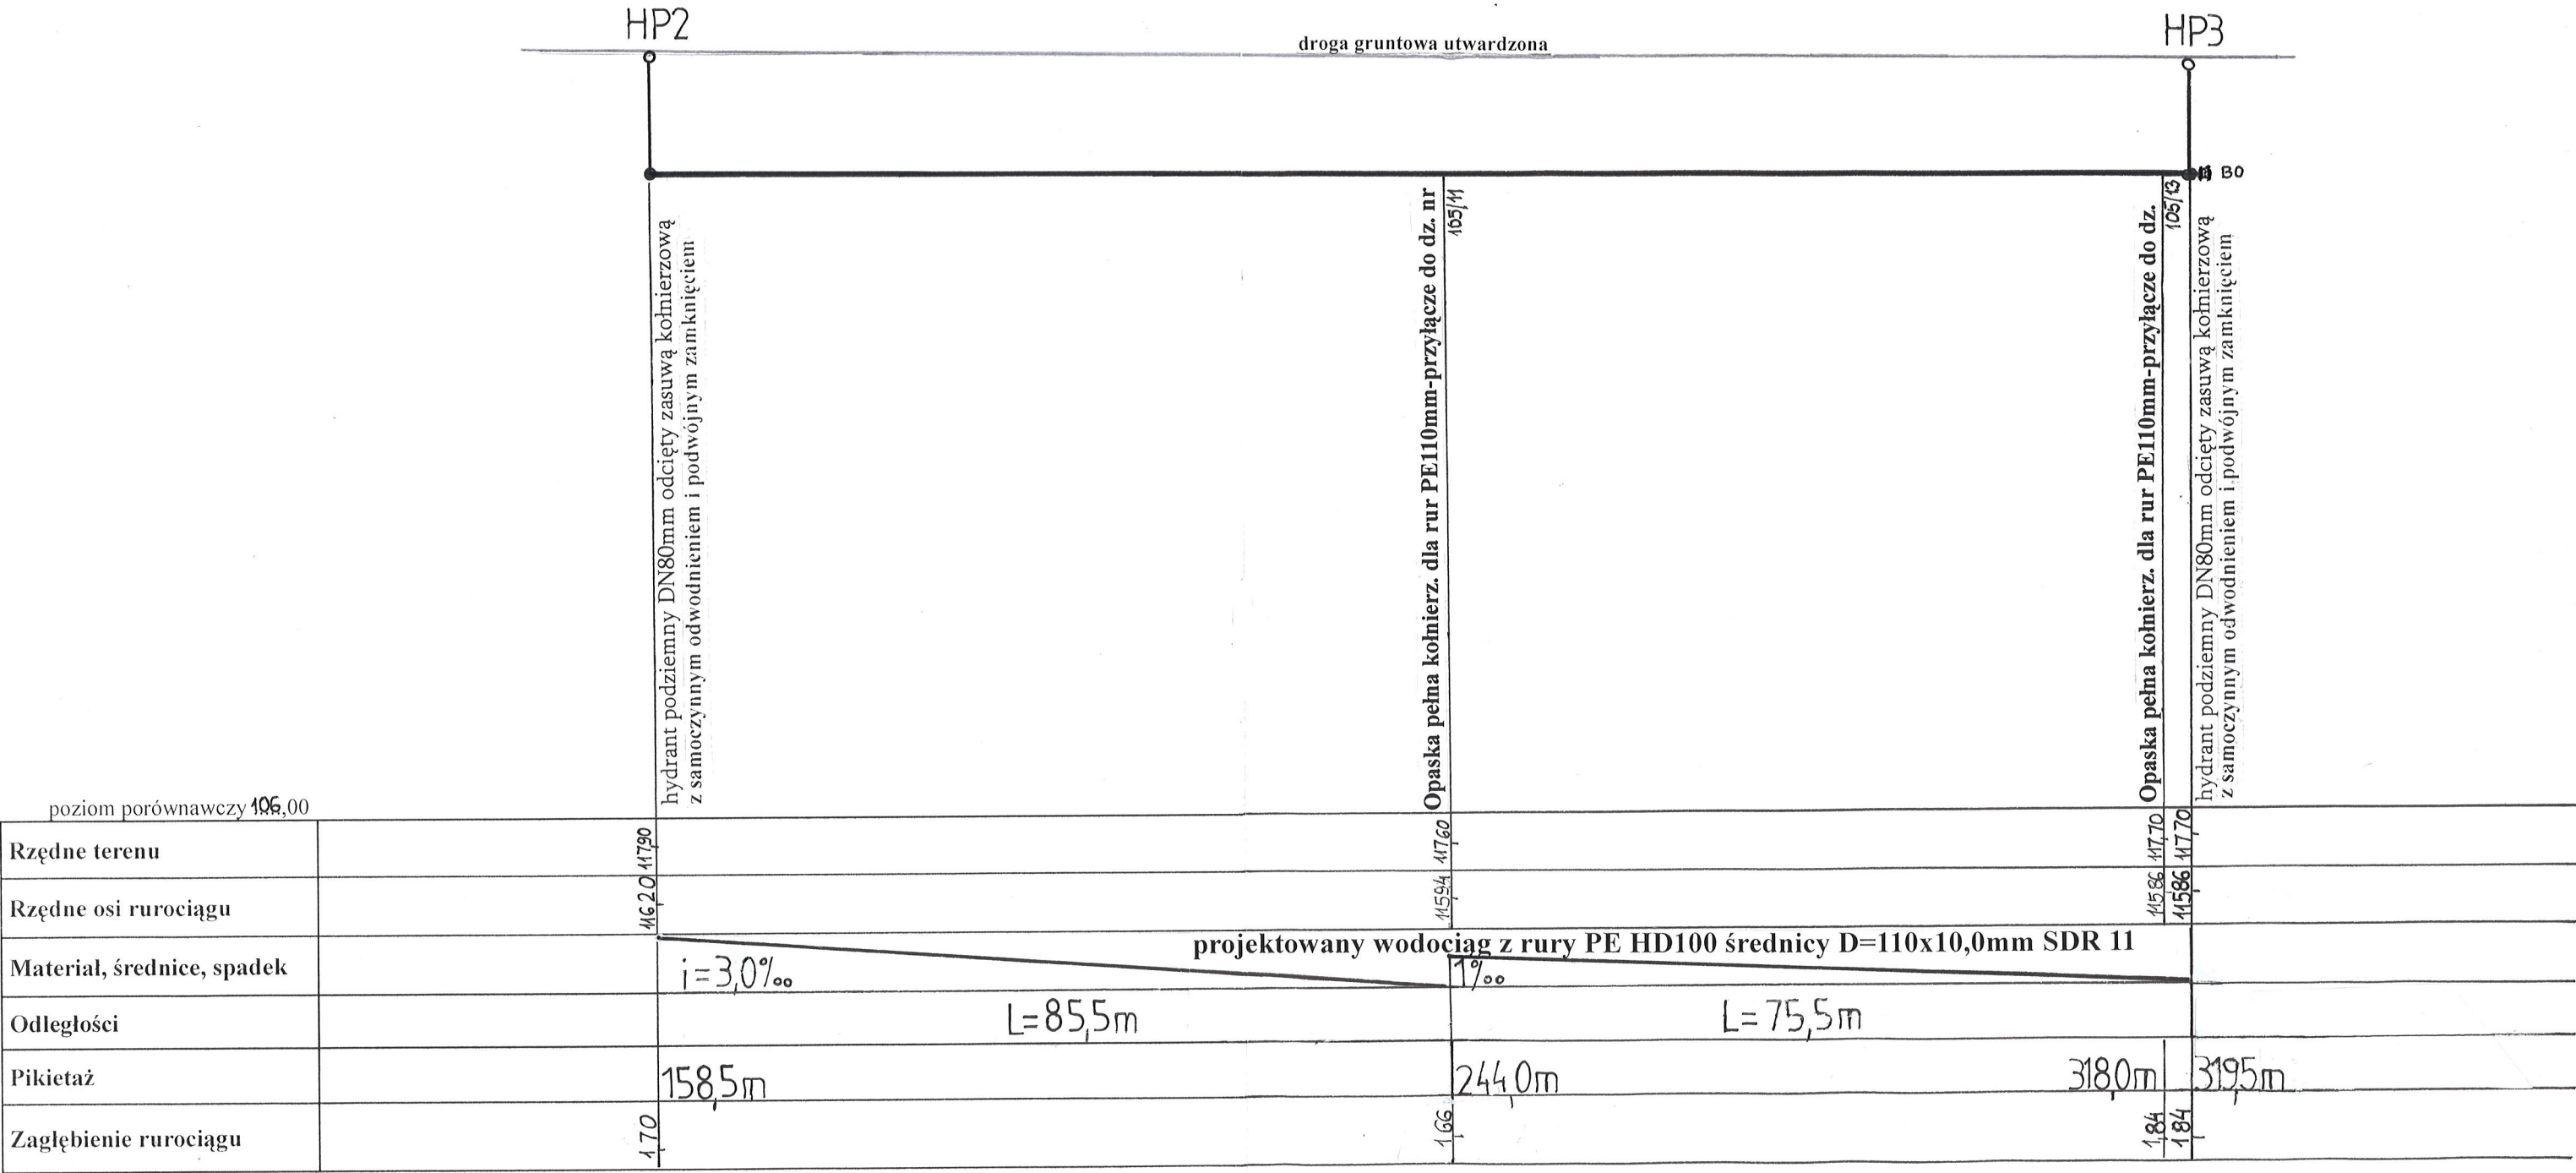 HP2
HP3
droga gruntowa utwardzona
BO
hydrant podziemny DN80mm odcięty zasuwą kołnierzową
z samoczynnym odwodnieniem i podwójnym zamknięciem
Opaska pełna kołnierz. dla rur PE110mm-przyłącze do dz. nr
105/11
Opaska pełna kołnierz. dla rur PE110mm-przyłącze do dz.
105/13
hydrant podziemny DN80mm odcięty zasuwą kołnierzową
z samoczynnym odwodnieniem i podwójnym zamknięciem
poziom porównawczy 106,00
Rzędne terenu 117,90 117,60 117,70 117,70
Rzędne osi rurociągu 116,20 115,94 115,86 115,86
projektowany wodociąg z rury PE HD100 średnicy D=110x10,0mm SDR 11
Materiał, średnice, spadek i=3,0‰ 1‰
Odległości L=85,5m L=75,5m
Pikietaż 158,5m 244,0m 318,0m 319,5m
Zagłębienie rurociągu 1,70 1,66 1,84 1,84